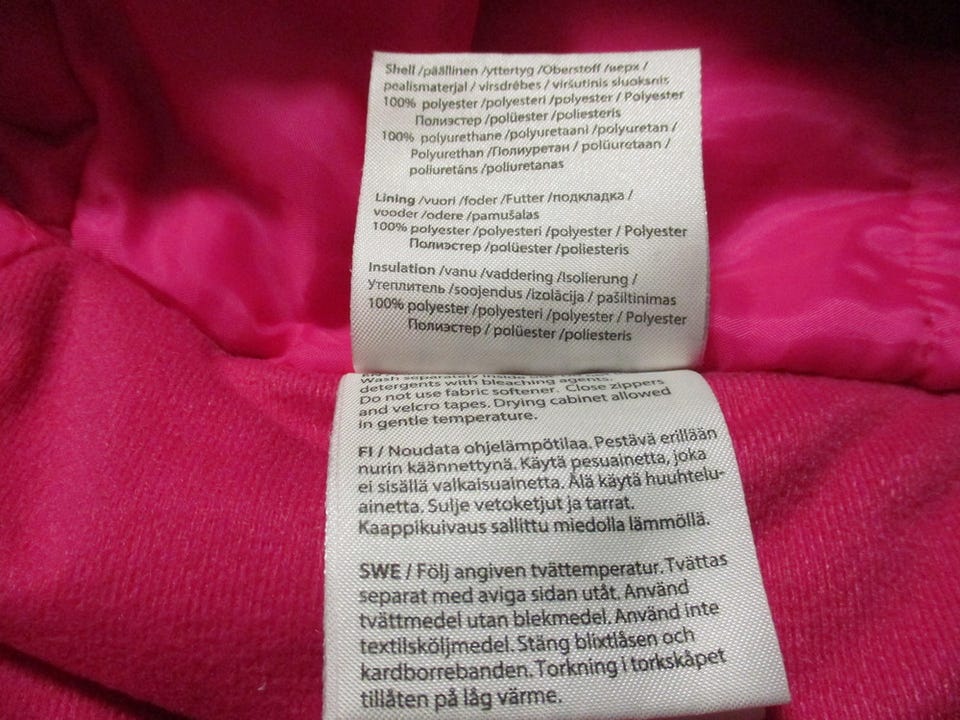 Shell /päällinen /yttertyg /Oberstoff /верх /
pealismaterjal / virsdrēbes / viršutinis sluoksnis
100% polyester /polyesteri /polyester / Polyester
Полиэстер /polüester /poliesteris
100% polyurethane /polyuretaani /polyuretan /
Polyurethan /Полиуретан / polüuretaan /
poliuretāns /poliuretanas
Lining /vuori /foder /Futter /подкладка /
vooder /odere /pamušalas
100% polyester /polyesteri /polyester / Polyester
Полиэстер /polüester /poliesteris
Insulation /vanu /vaddering /Isolierung /
Утеплитель /soojendus /izolācija / pašiltinimas
100% polyester /polyesteri /polyester / Polyester
Полиэстер / polüester /poliesteris
Wash separately inside
detergents with bleaching agents.
Do not use fabric softener. Close zippers
and velcro tapes. Drying cabinet allowed
in gentle temperature.
FI / Noudata ohjelämpötilaa. Pestävä erillään
nurin käännettynä. Käytä pesuainetta, joka
ei sisällä valkaisuainetta. Älä käytä huuhtelu-
ainetta. Sulje vetoketjut ja tarrat.
Kaappikuivaus sallittu miedolla lämmöllä.
SWE / Följ angiven tvättemperatur. Tvättas
separat med aviga sidan utåt. Använd
tvättmedel utan blekmedel. Använd inte
textilsköljmedel. Stäng blixtlåsen och
kardborrebanden. Torkning i torkskåpet
tillåten på låg värme.